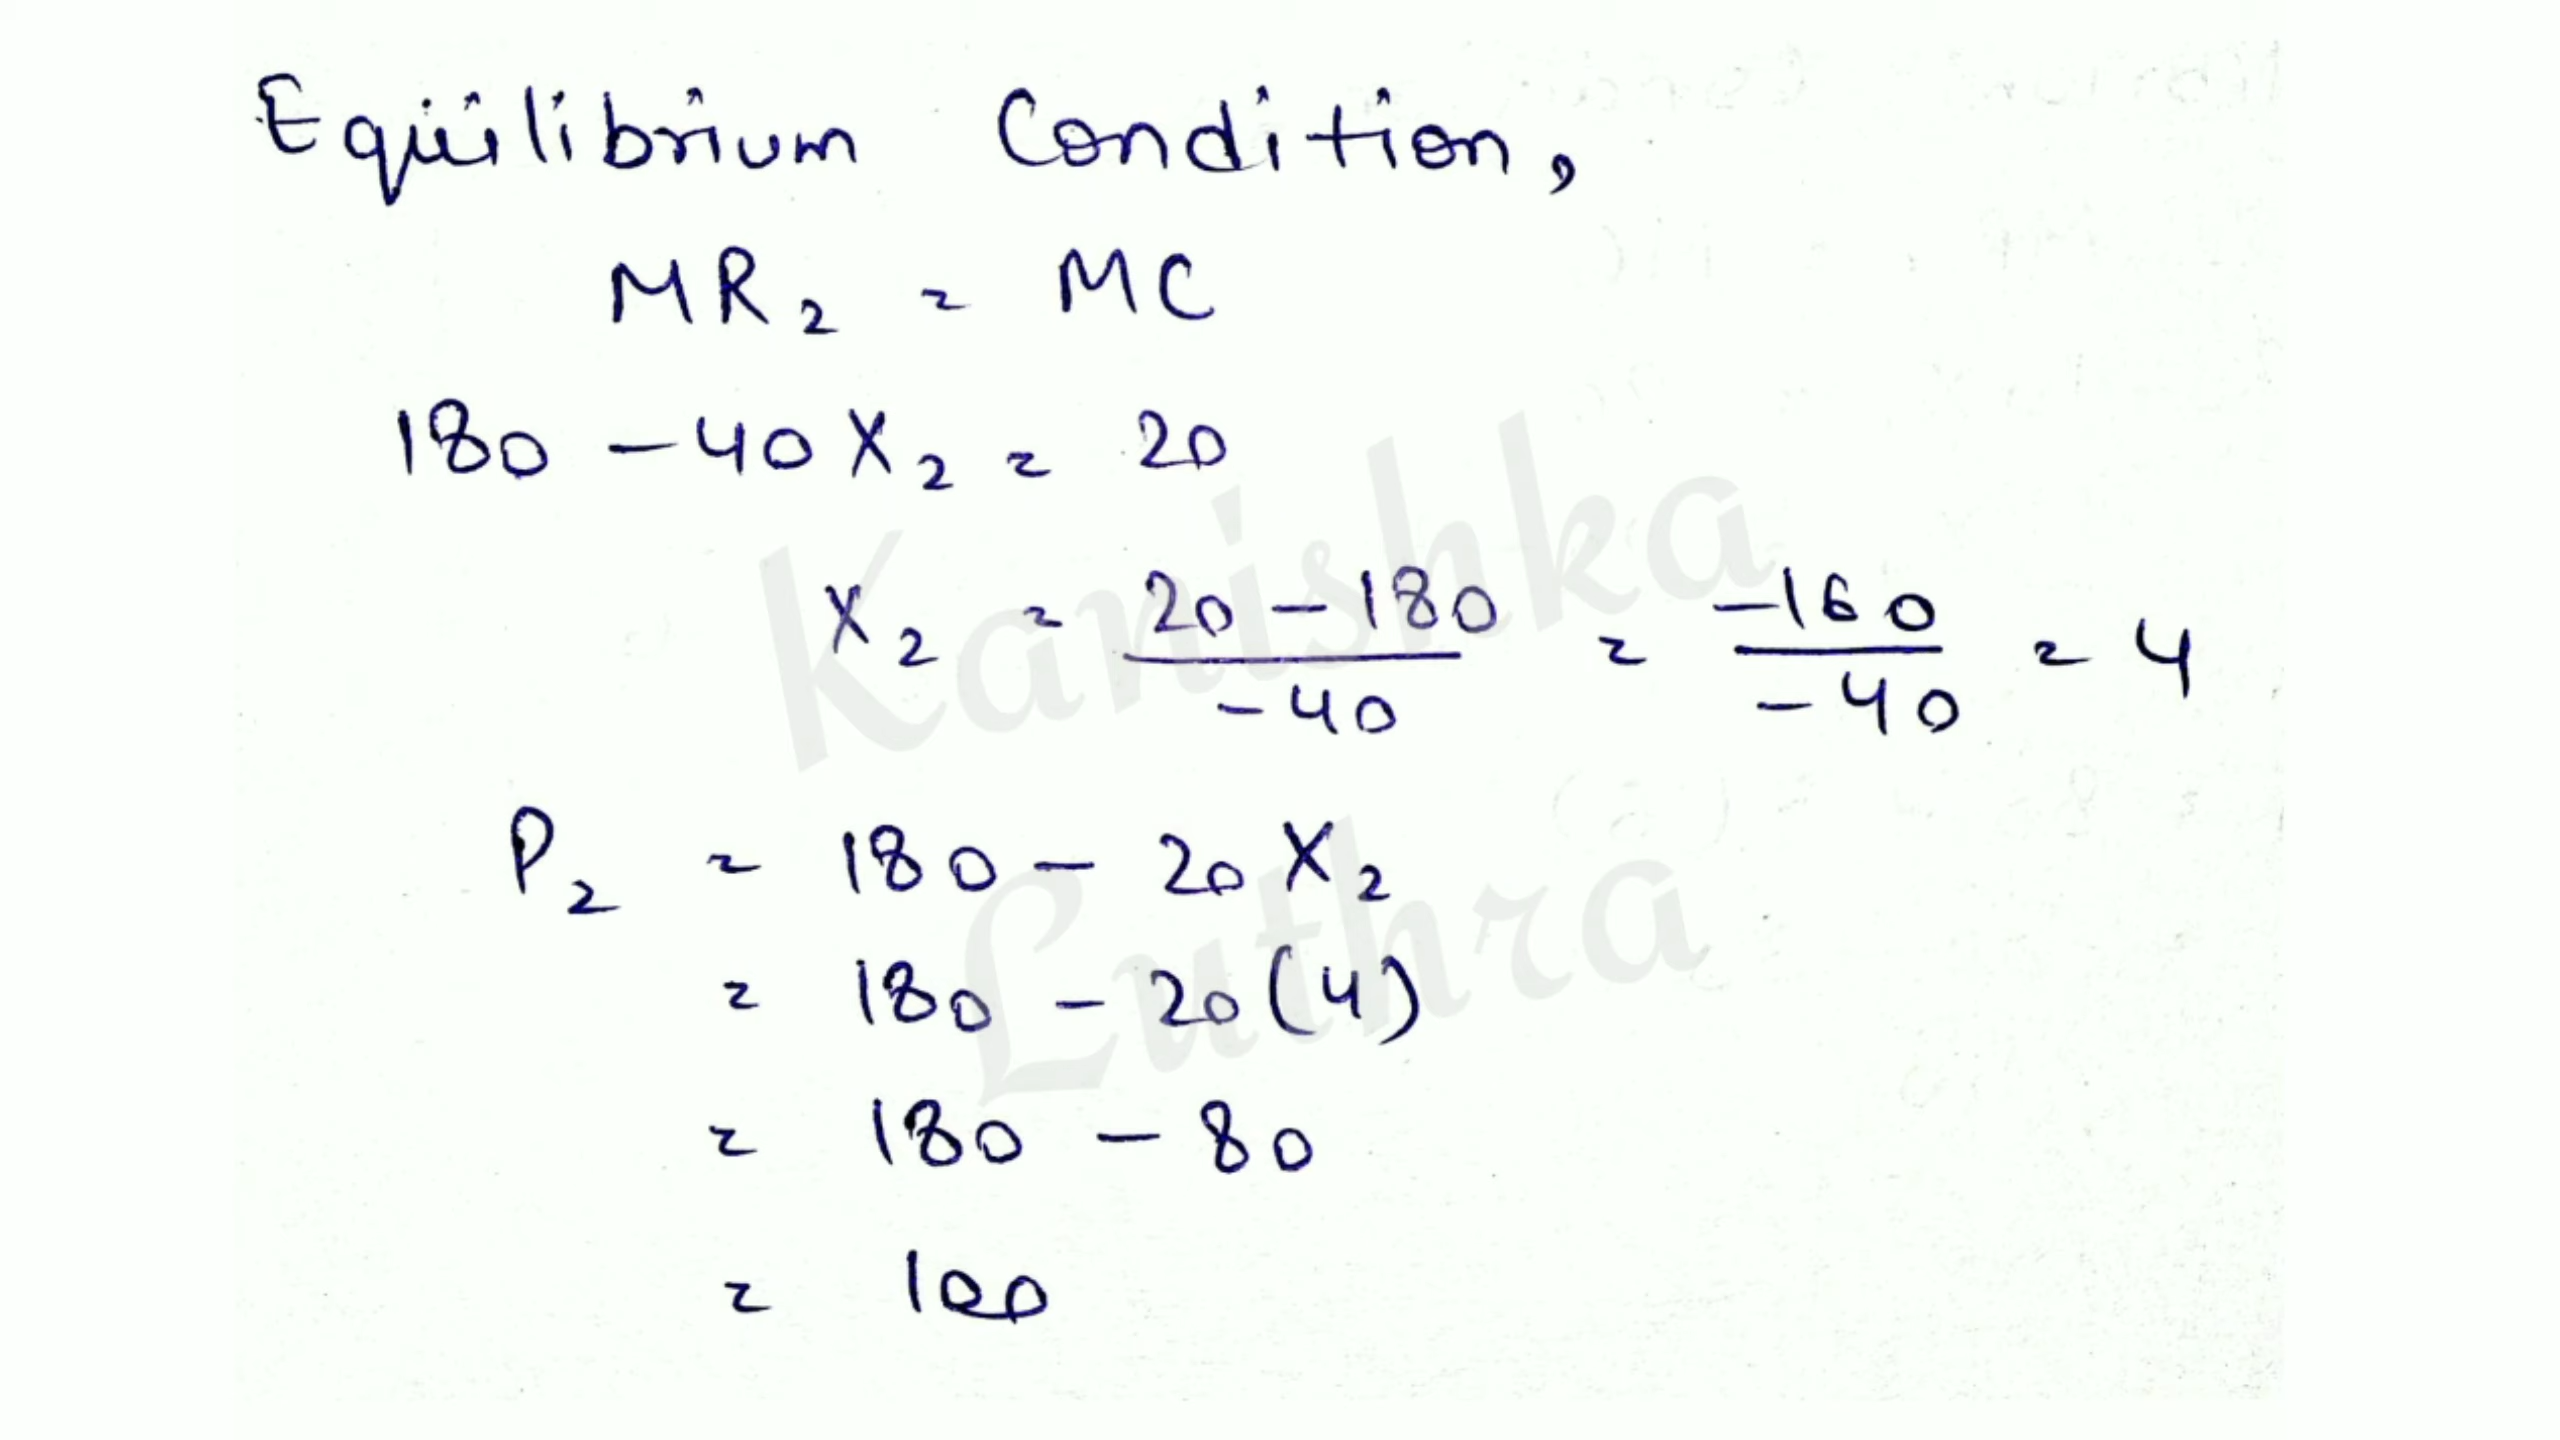 Equilibrium Condition,
MR₂ = MC
180 - 40X₂ = 20
X₂ = (20 - 180)/(-40) = (-160)/(-40) = 4
P₂ = 180 - 20X₂
= 180 - 20(4)
= 180 - 80
= 100
Kanishka
Luthra